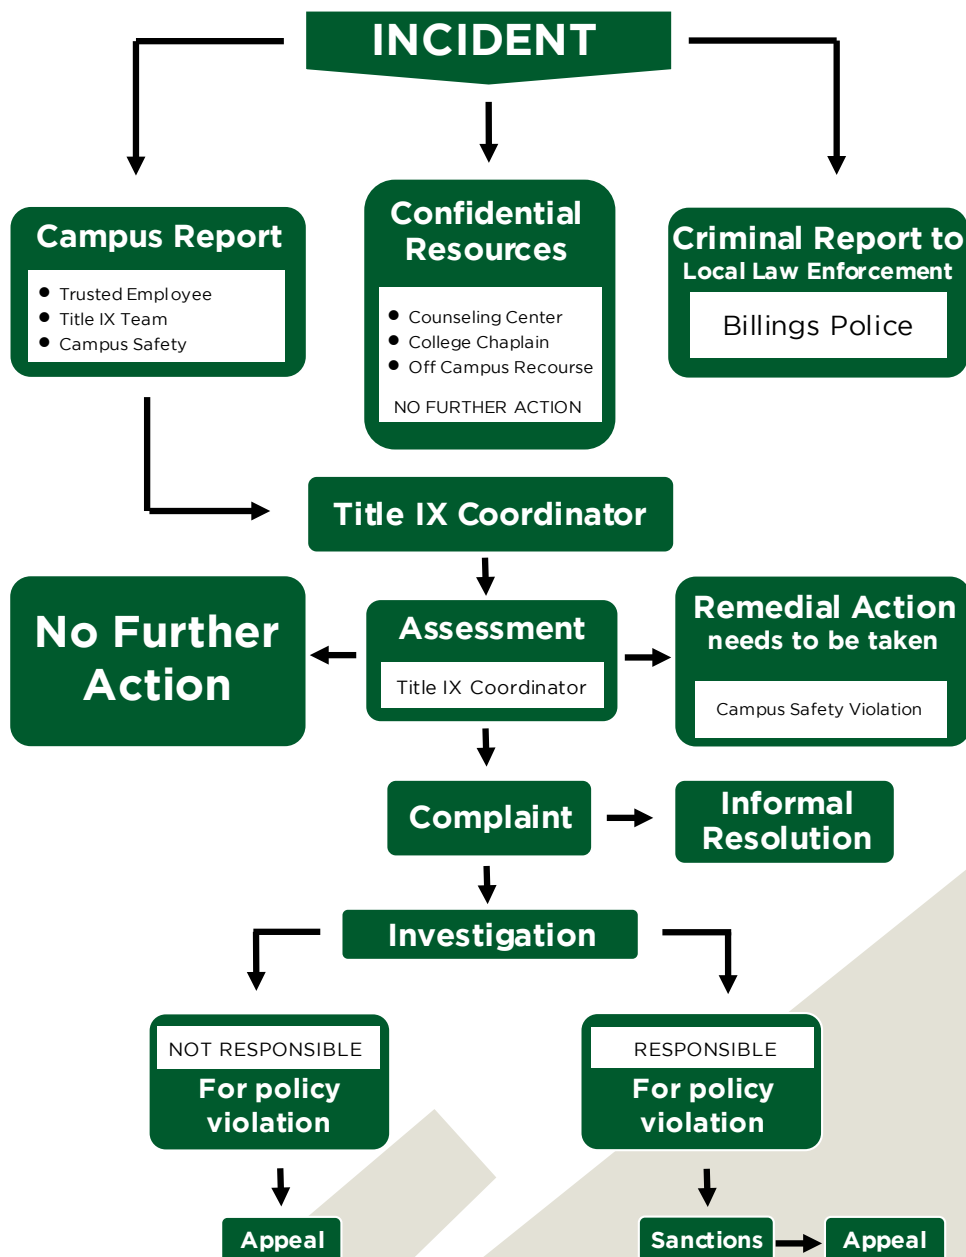 INCIDENT
Campus Report
• Trusted Employee
• Title IX Team
• Campus Safety
Confidential
Resources
• Counseling Center
• College Chaplain
• Off Campus Recourse
NO FURTHER ACTION
Criminal Report to
Local Law Enforcement
Billings Police
Title IX Coordinator
No Further
Action
Assessment
Title IX Coordinator
Remedial Action
needs to be taken
Campus Safety Violation
Complaint
Informal
Resolution
Investigation
NOT RESPONSIBLE
For policy
violation
RESPONSIBLE
For policy
violation
Appeal
Sanctions
Appeal